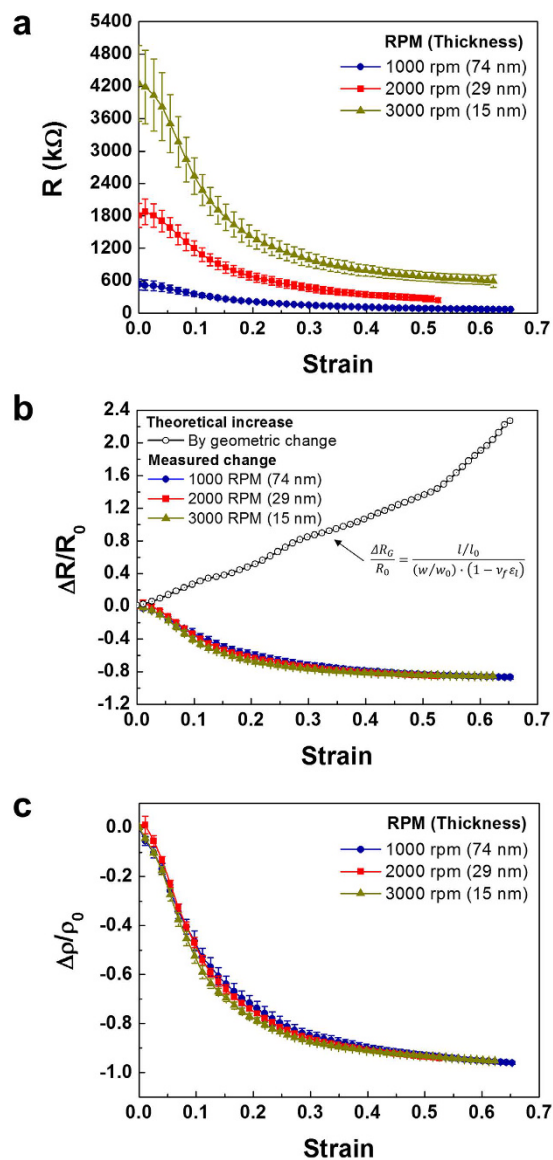 a
RPM (Thickness)
1000 rpm (74 nm)
2000 rpm (29 nm)
3000 rpm (15 nm)
R (kΩ)
5400
4800
4200
3600
3000
2400
1800
1200
600
0
0.0 0.1 0.2 0.3 0.4 0.5 0.6 0.7
Strain
b
Theoretical increase
By geometric change
Measured change
1000 RPM (74 nm)
2000 RPM (29 nm)
3000 RPM (15 nm)
ΔR/R0
2.4
2.0
1.6
1.2
0.8
0.4
0.0
-0.4
-0.8
-1.2
ΔR_G/R_0 = (l/l_0)/((w/w_0)·(1 − ν_f ε_l))
0.0 0.1 0.2 0.3 0.4 0.5 0.6 0.7
Strain
c
RPM (Thickness)
1000 rpm (74 nm)
2000 rpm (29 nm)
3000 rpm (15 nm)
Δρ/ρ0
0.0
-0.2
-0.4
-0.6
-0.8
-1.0
0.0 0.1 0.2 0.3 0.4 0.5 0.6 0.7
Strain